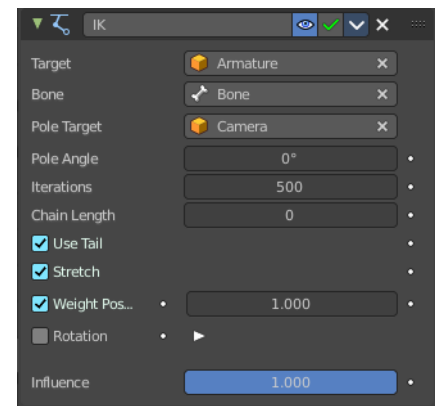 IK
Target Armature
Bone Bone
Pole Target Camera
Pole Angle 0°
Iterations 500
Chain Length 0
Use Tail
Stretch
Weight Pos... 1.000
Rotation
Influence 1.000